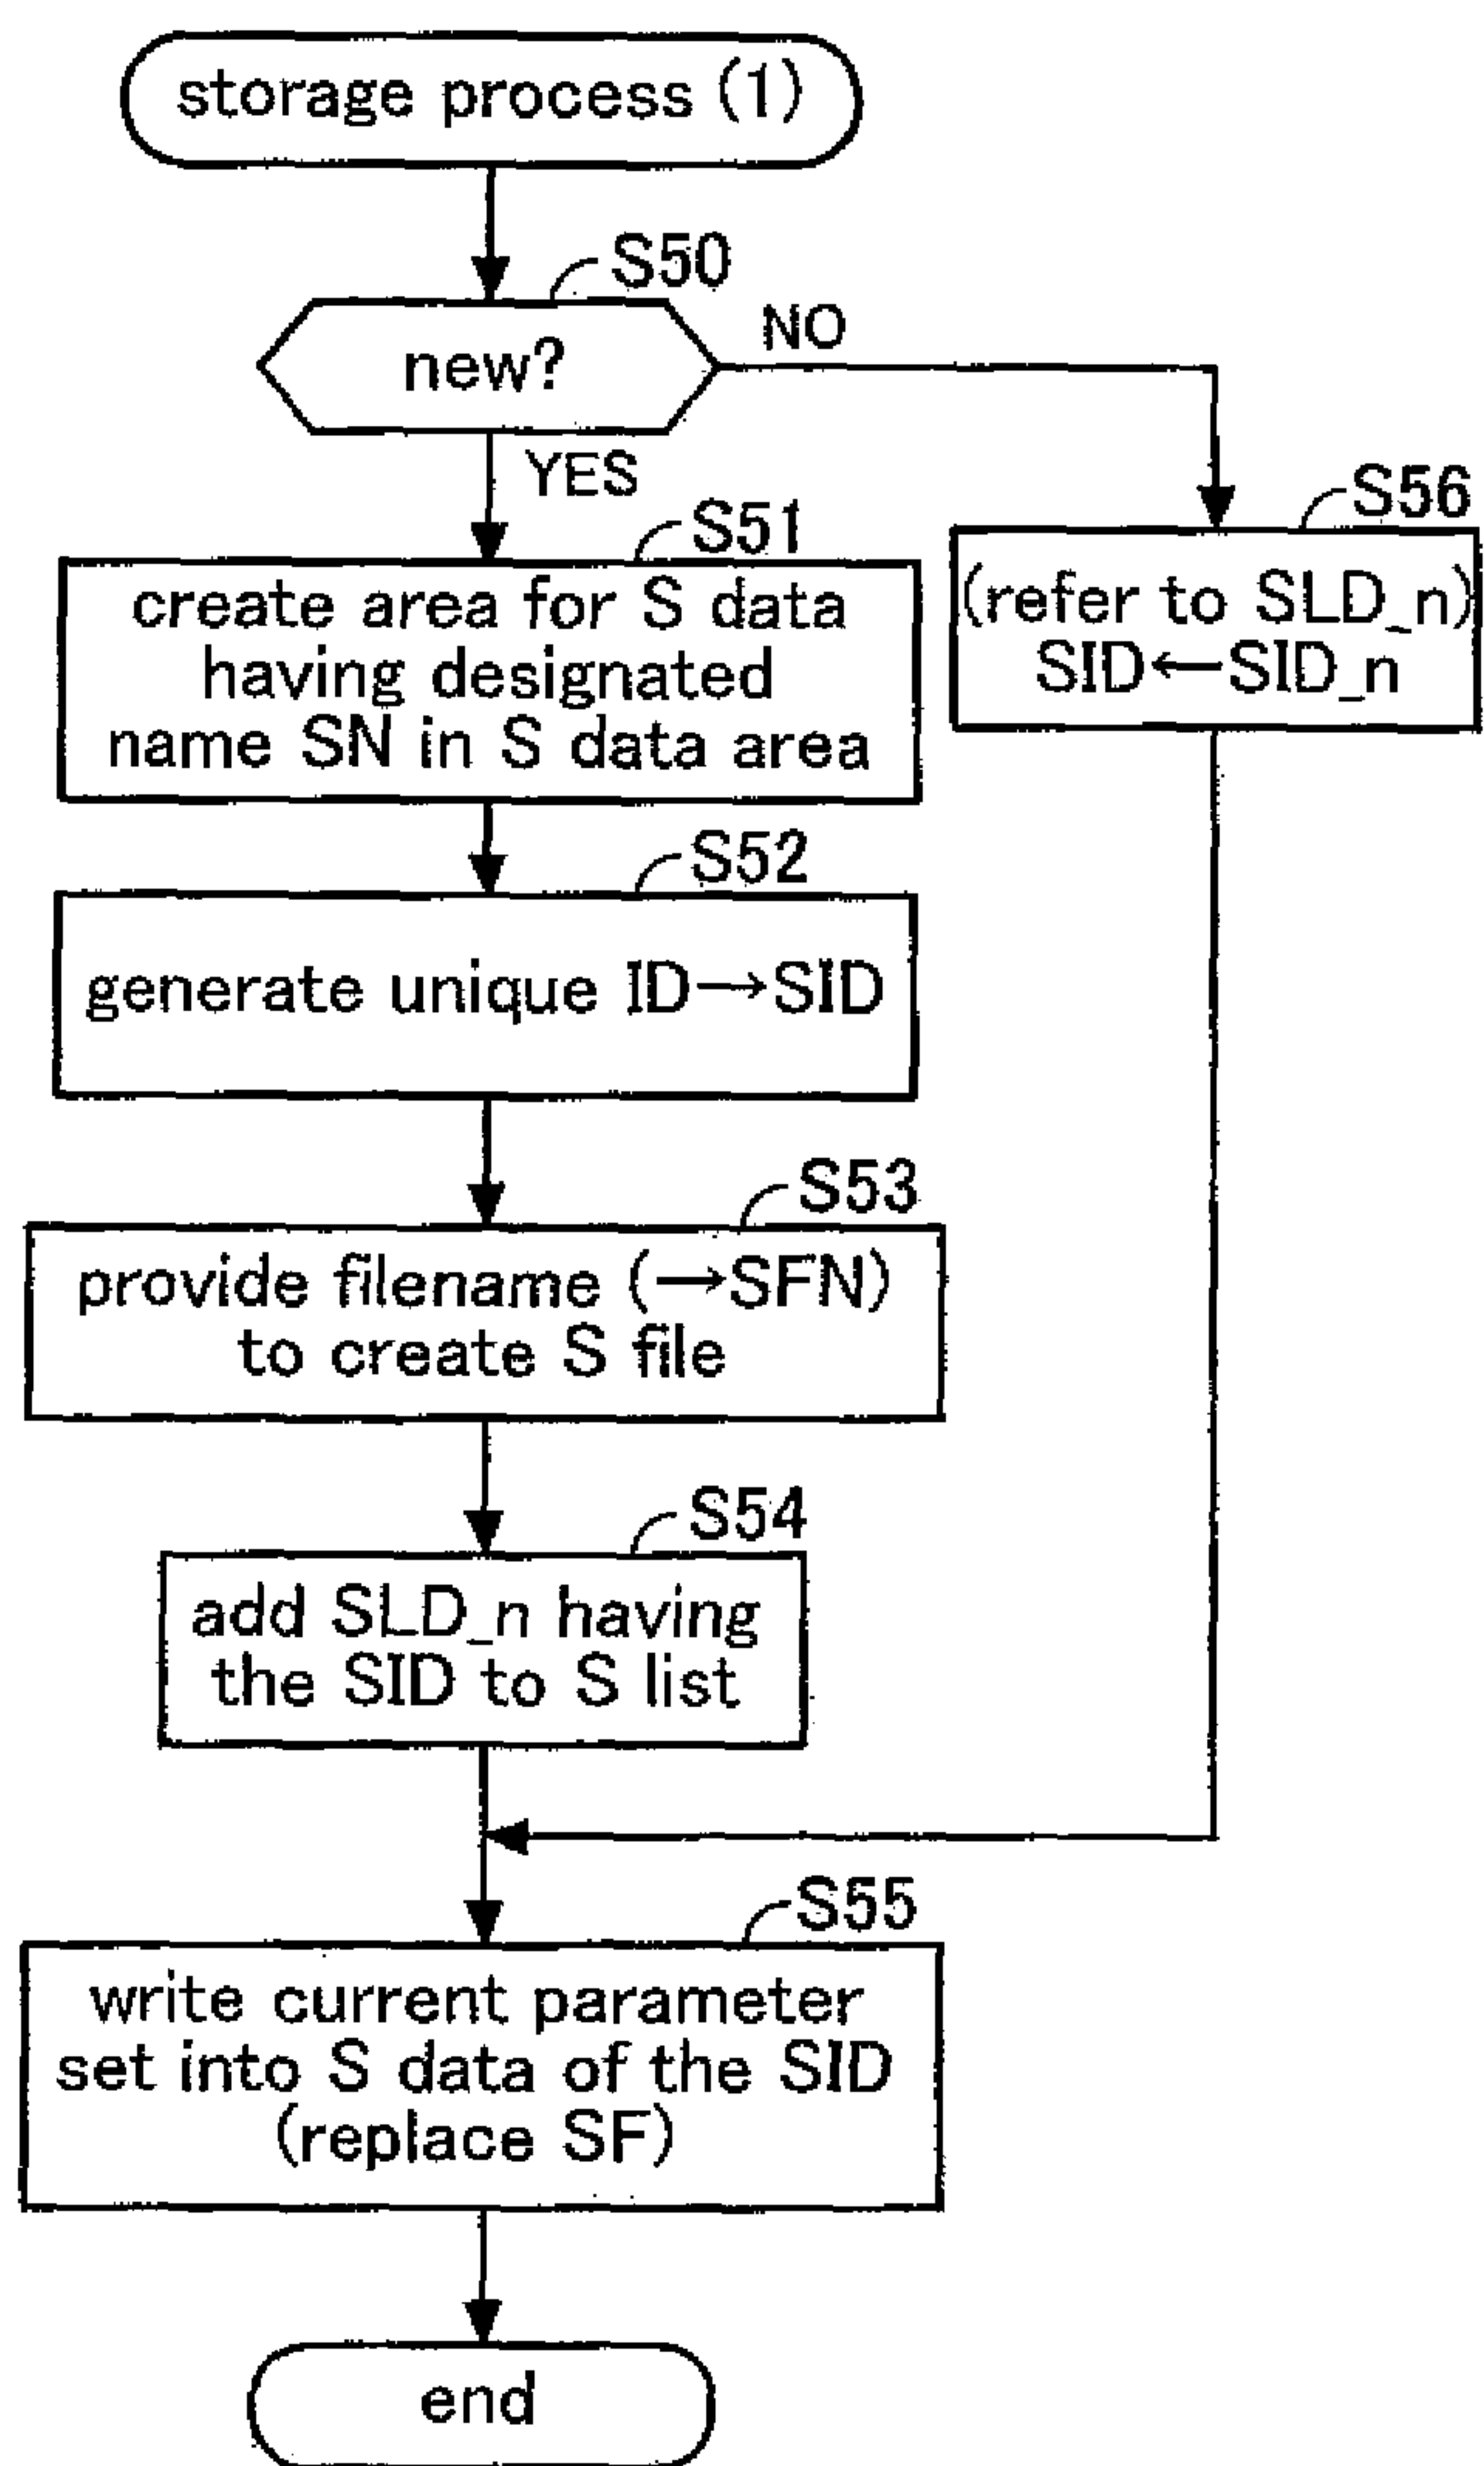 storage process (1)
S50
new?
NO
YES
S51
create area for S data
having designated
name SN in S data area
S56
(refer to SLD_n)
SID←SID_n
S52
generate unique ID→SID
S53
provide filename (→SFN)
to create S file
S54
add SLD_n having
the SID to S list
S55
write current parameter
set into S data of the SID
(replace SF)
end